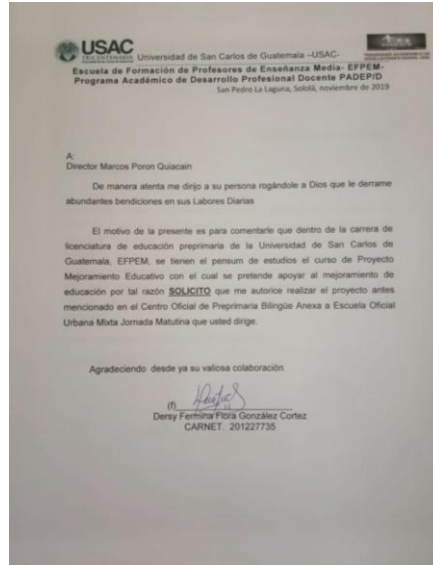 USAC
TRICENTENARIA
Universidad de San Carlos de Guatemala –USAC-
Escuela de Formación de Profesores de Enseñanza Media- EFPEM-
Programa Académico de Desarrollo Profesional Docente PADEP/D
San Pedro La Laguna, Sololá, noviembre de 2019
A:
Director Marcos Poron Quiacain
De manera atenta me dirjo a su persona rogándole a Dios que le derrame
abundantes bendiciones en sus Labores Diarias
El motivo de la presente es para comentarle que dentro de la carrera de
licenciatura de educación preprimaria de la Universidad de San Carlos de
Guatemala, EFPEM, se tienen el pensum de estudios el curso de Proyecto
Mejoramiento Educativo con el cual se pretende apoyar al mejoramiento de
educación por tal razón SOLICITO que me autorice realizar el proyecto antes
mencionado en el Centro Oficial de Preprimaria Bilingüe Anexa a Escuela Oficial
Urbana Mixta Jornada Matutina que usted dirige.
Agradeciendo desde ya su valiosa colaboración
(f)
Dersy Fermina Flora González Cortez
CARNET. 201227735